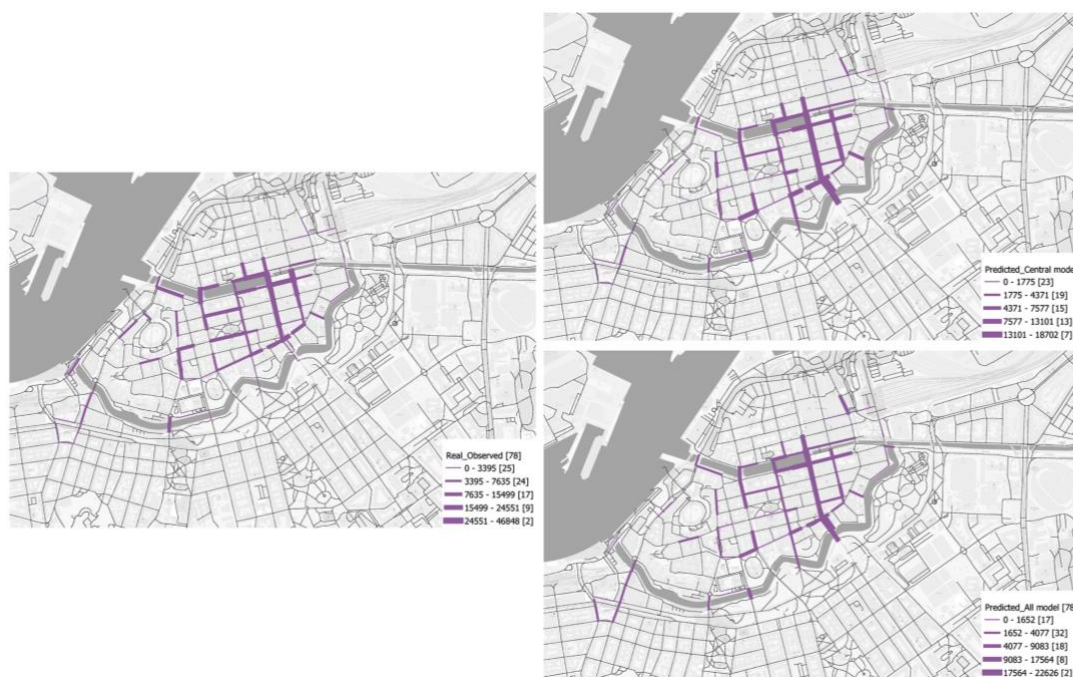 Real_Observed [78]
0 - 3395 [25]
3395 - 7635 [24]
7635 - 15499 [17]
15499 - 24551 [9]
24551 - 46848 [2]
Predicted_Central mode
0 - 1775 [23]
1775 - 4371 [19]
4371 - 7577 [15]
7577 - 13101 [13]
13101 - 18702 [7]
Predicted_All model [78
0 - 1652 [17]
1652 - 4077 [32]
4077 - 9083 [18]
9083 - 17564 [8]
17564 - 22626 [2]